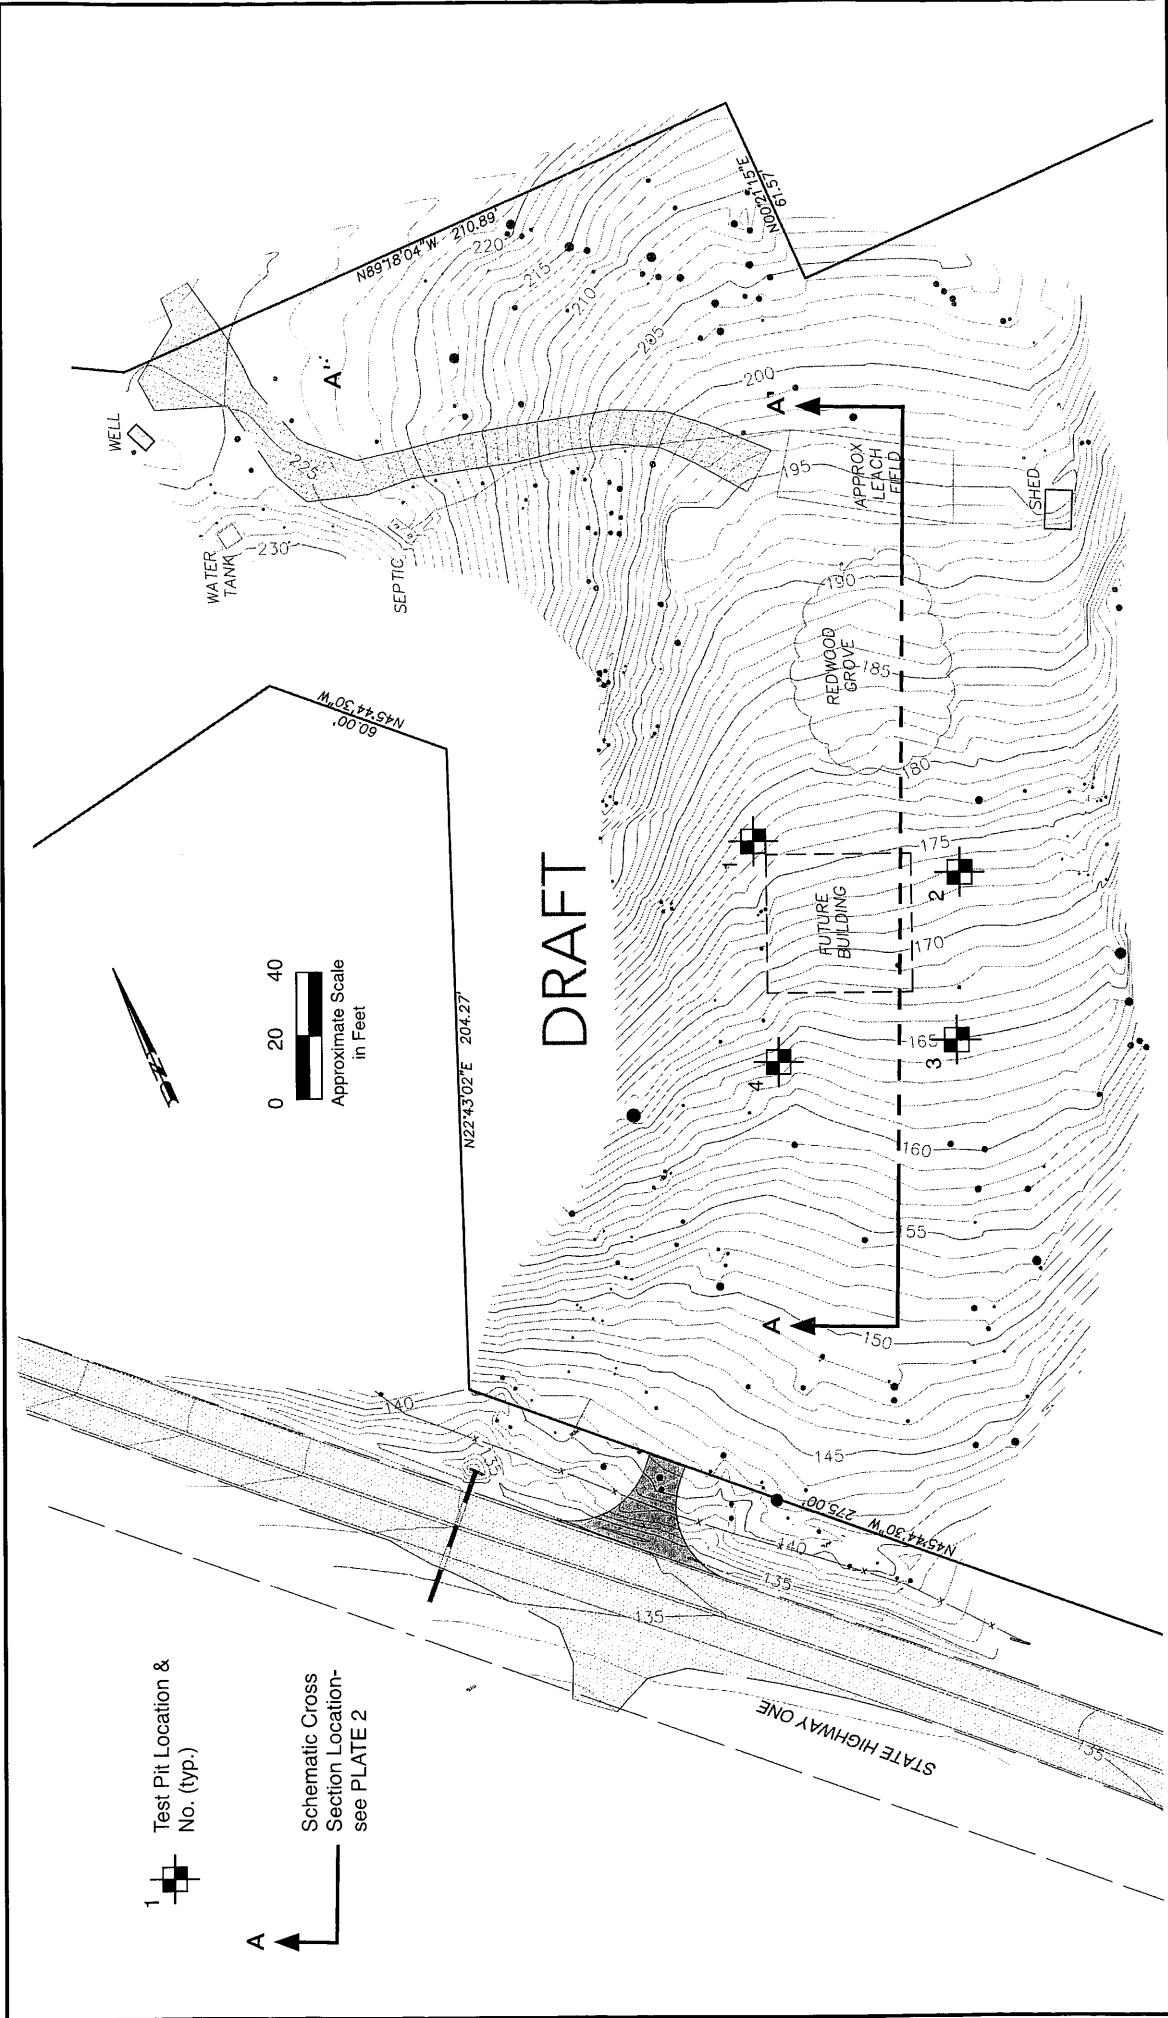 WELL
WATER
TANK
230
225
SEPTIC
A''
N89°18'04"W 210.89'
220
215
210
205
200
N00°21'15"E
61.57'
A'
195
APPROX
LEACH
FIELD
SHED
190
REDWOOD
GROVE
185
180
175
1
2
FUTURE
BUILDING
170
165
3
4
160
155
A
150
145
N45°44'30"W
60.00'
N22°43'02"E 204.27'
0 20 40
Approximate Scale
in Feet
DRAFT
140
135
N45°44'30"W 275.00'
140
135
135
135
STATE HIGHWAY ONE
1
Test Pit Location &
No. (typ.)
A
Schematic Cross
Section Location-
see PLATE 2